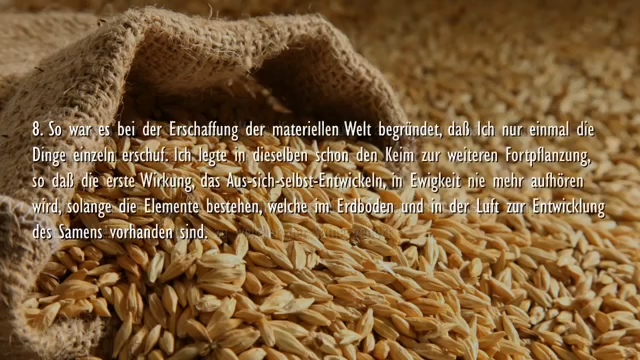 8. So war es bei der Erschaffung der materiellen Welt begründet, daß Ich nur einmal die
Dinge einzeln erschuf. Ich legte in dieselben schon den Keim zur weiteren Fortpflanzung,
so daß die erste Wirkung, das Aus-sich-selbst-Entwickeln, in Ewigkeit nie mehr aufhören
wird, solange die Elemente bestehen, welche im Erdboden und in der Luft zur Entwicklung
des Samens vorhanden sind.